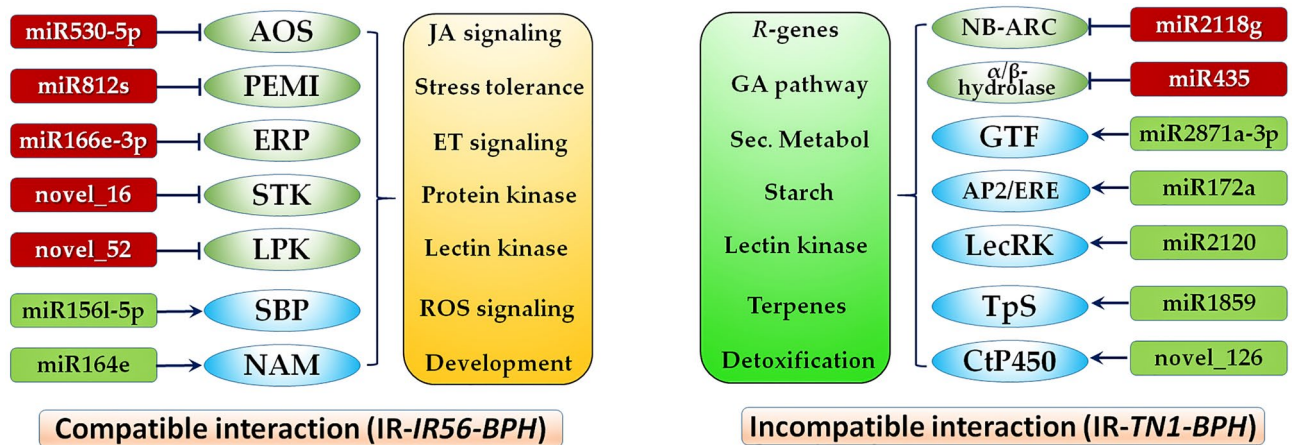 miR530-5p AOS JA signaling
miR812s PEMI Stress tolerance
miR166e-3p ERP ET signaling
novel_16 STK Protein kinase
novel_52 LPK Lectin kinase
miR156l-5p SBP ROS signaling
miR164e NAM Development
Compatible interaction (IR-IR56-BPH)
R-genes NB-ARC miR2118g
GA pathway α/β-
hydrolase miR435
Sec. Metabol GTF miR2871a-3p
Starch AP2/ERE miR172a
Lectin kinase LecRK miR2120
Terpenes TpS miR1859
Detoxification CtP450 novel_126
Incompatible interaction (IR-TN1-BPH)